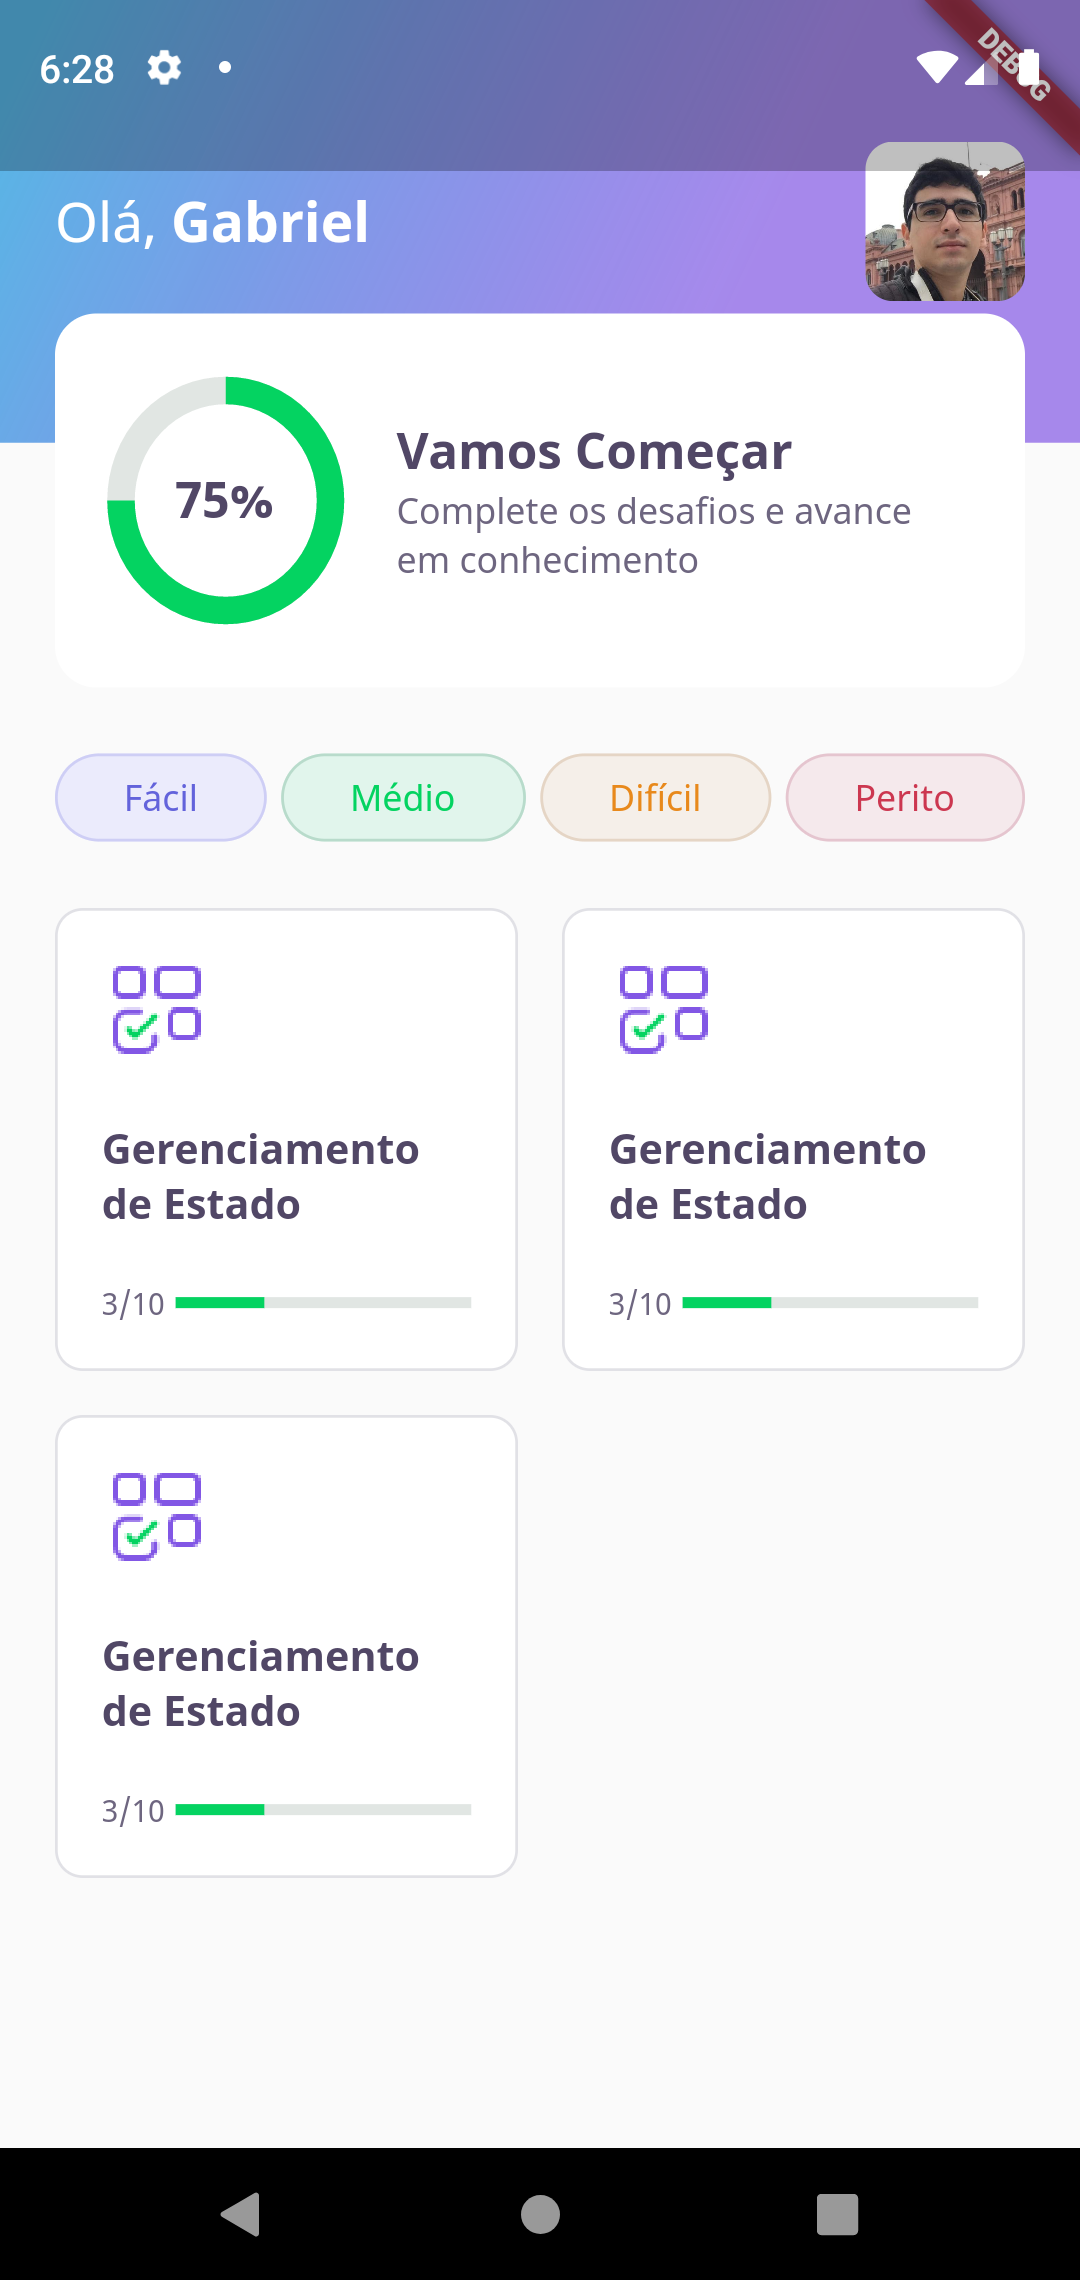 6:28
DEBUG
Olá, Gabriel
75%
Vamos Começar
Complete os desafios e avance
em conhecimento
Fácil
Médio
Difícil
Perito
Gerenciamento
de Estado
3/10
Gerenciamento
de Estado
3/10
Gerenciamento
de Estado
3/10